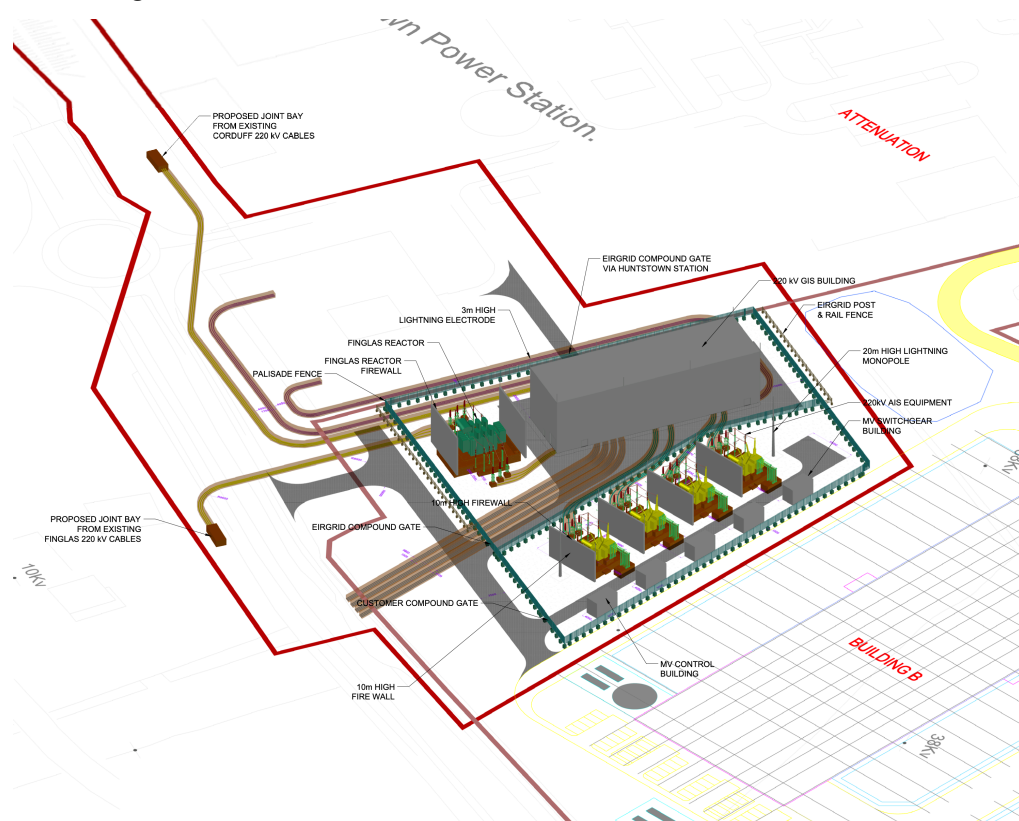 wn Power Station.
ATTENUATION
PROPOSED JOINT BAY
FROM EXISTING
CORDUFF 220 kV CABLES
EIRGRID COMPOUND GATE
VIA HUNTSTOWN STATION
220 kV GIS BUILDING
3m HIGH
LIGHTNING ELECTRODE
EIRGRID POST
& RAIL FENCE
FINGLAS REACTOR
FINGLAS REACTOR
FIREWALL
20m HIGH LIGHTNING
MONOPOLE
PALISADE FENCE
220kV AIS EQUIPMENT
MV SWITCHGEAR
BUILDING
38Kv
10m HIGH FIREWALL
PROPOSED JOINT BAY
FROM EXISTING
FINGLAS 220 kV CABLES
EIRGRID COMPOUND GATE
10Kv
CUSTOMER COMPOUND GATE
MV CONTROL
BUILDING
BUILDING B
10m HIGH
FIRE WALL
38Kv